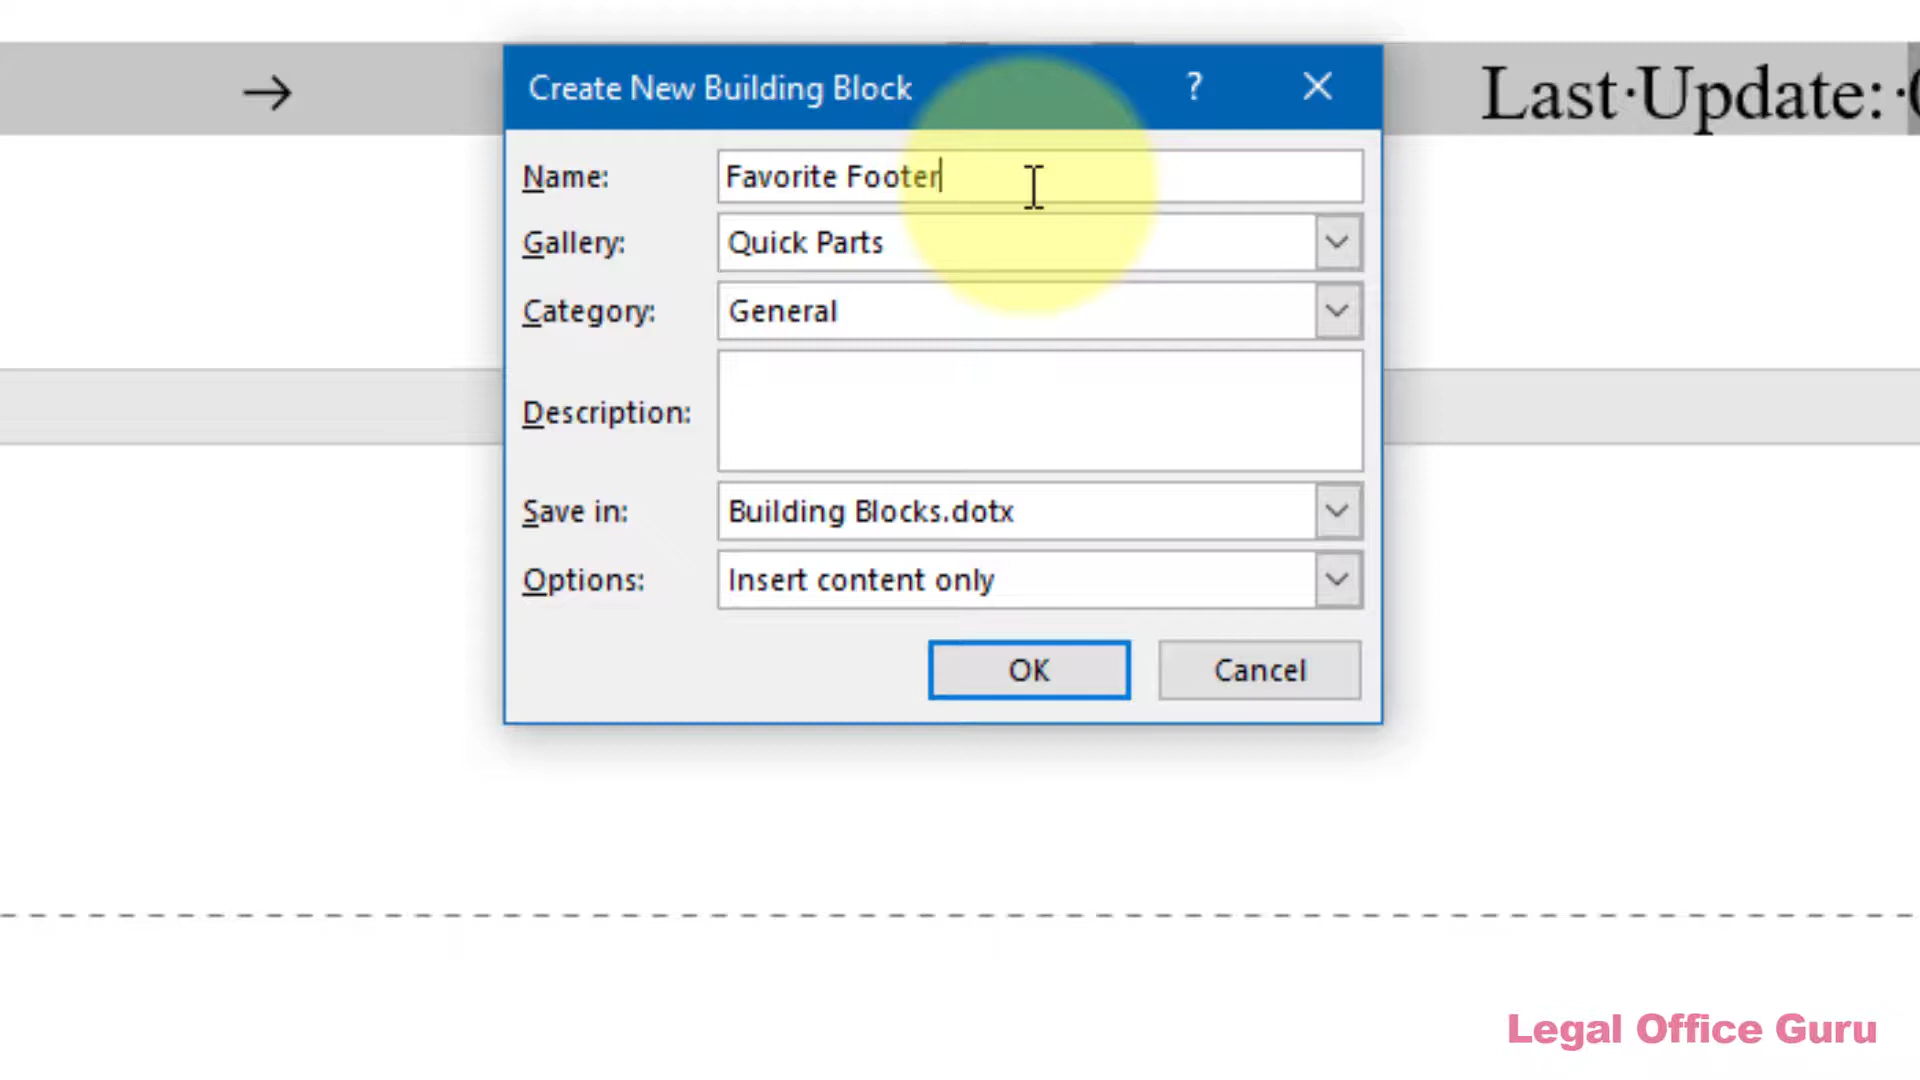 → Last·Update:·
Create New Building Block ?
Name: Favorite Footer
Gallery: Quick Parts
Category: General
Description:
Save in: Building Blocks.dotx
Options: Insert content only
OK Cancel
Legal Office Guru